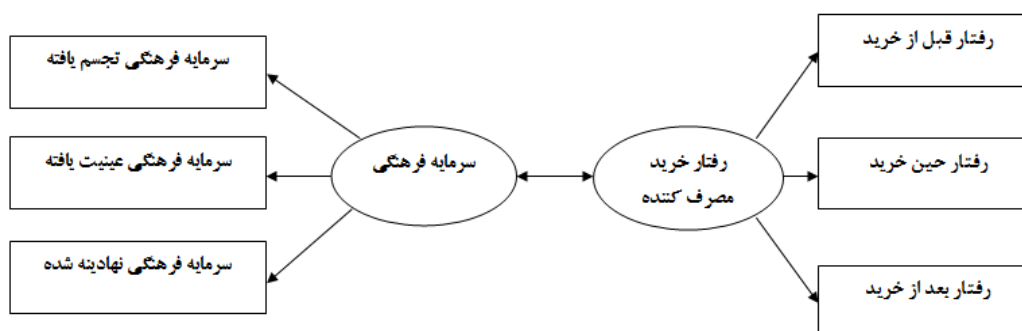 رفتار قبل از خرید
رفتار حین خرید
رفتار بعد از خرید
رفتار خرید
مصرف کننده
سرمایه فرهنگی
سرمایه فرهنگی تجسم یافته
سرمایه فرهنگی عینیت یافته
سرمایه فرهنگی نهادینه شده